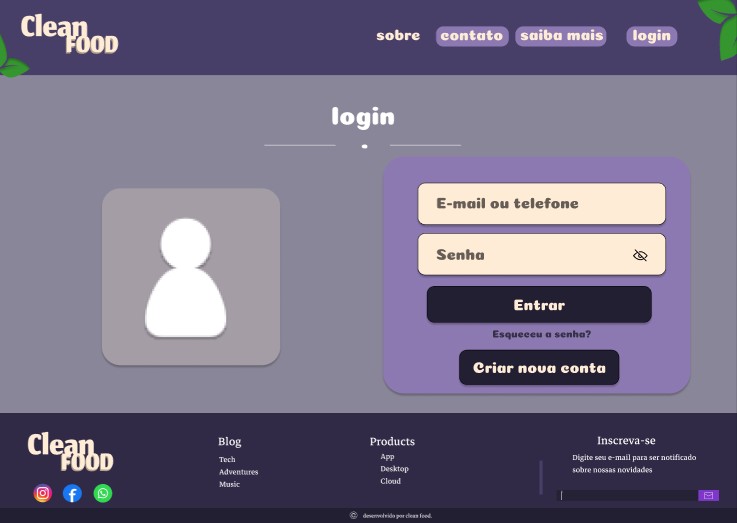 Clean
FOOD
sobre contato saiba mais login
login
E-mail ou telefone
Senha
Entrar
Esqueceu a senha?
Criar nova conta
Clean
FOOD
Blog
Tech
Adventures
Music
Products
App
Desktop
Cloud
Inscreva-se
Digite seu e-mail para ser notificado
sobre nossas novidades
© desenvolvido por clean food.